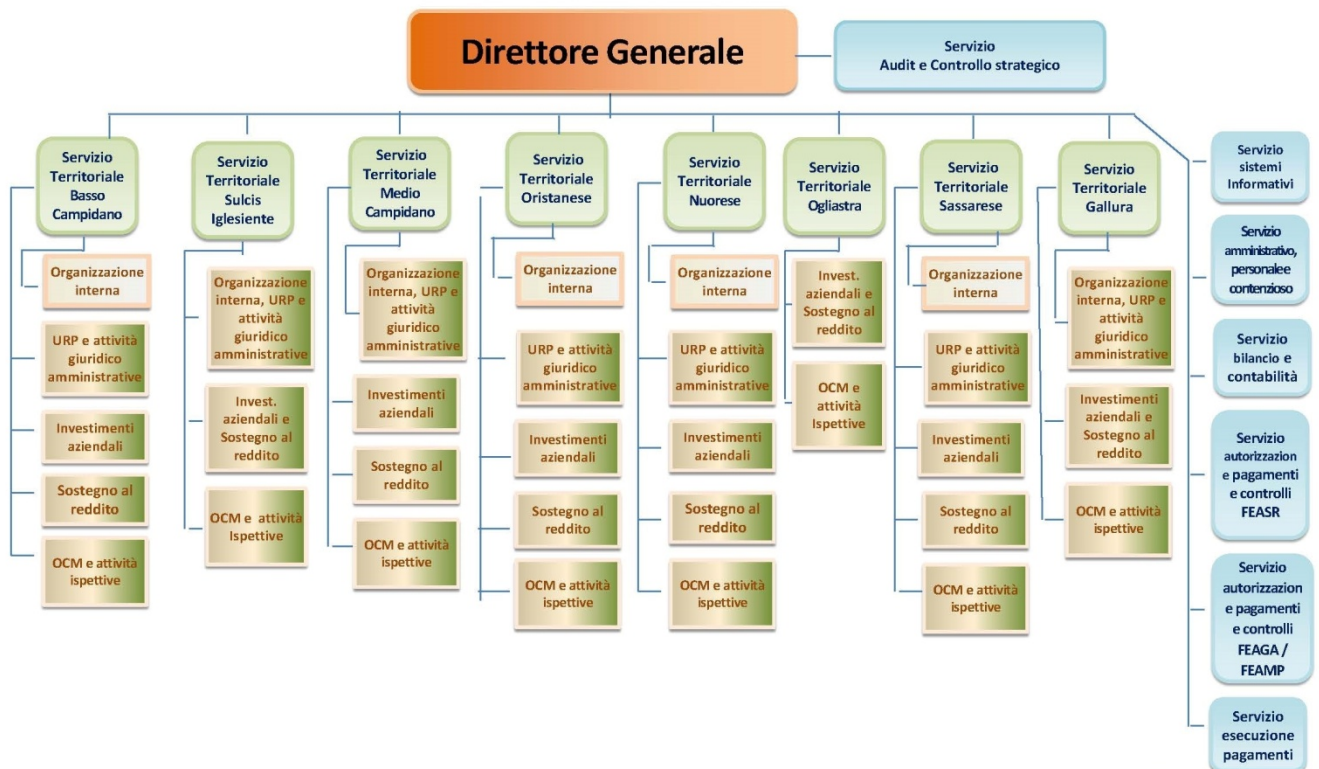 Direttore Generale
Servizio
Audit e Controllo strategico
Servizio
Territoriale
Basso
Campidano
Organizzazione
interna
URP e attività
giuridico
amministrative
Investimenti
aziendali
Sostegno al
reddito
OCM e attività
ispettive
Servizio
Territoriale
Sulcis
Iglesiente
Organizzazione
interna, URP e
attività
giuridico
amministrative
Invest.
aziendali e
Sostegno al
reddito
OCM e attività
Ispettive
Servizio
Territoriale
Medio
Campidano
Organizzazione
interna, URP e
attività
giuridico
amministrative
Investimenti
aziendali
Sostegno al
reddito
OCM e attività
ispettive
Servizio
Territoriale
Oristanese
Organizzazione
interna
URP e attività
giuridico
amministrative
Investimenti
aziendali
Sostegno al
reddito
OCM e attività
ispettive
Servizio
Territoriale
Nuorese
Organizzazione
interna
URP e attività
giuridico
amministrative
Investimenti
aziendali
Sostegno al
reddito
OCM e attività
ispettive
Servizio
Territoriale
Ogliastra
Invest.
aziendali e
Sostegno al
reddito
OCM e
attività
Ispettive
Servizio
Territoriale
Sassarese
Organizzazione
interna
URP e attività
giuridico
amministrative
Investimenti
aziendali
Sostegno al
reddito
OCM e attività
ispettive
Servizio
Territoriale
Gallura
Organizzazione
interna, URP e
attività
giuridico
amministrative
Investimenti
aziendali e
Sostegno al
reddito
OCM e attività
ispettive
Servizio
sistemi
Informativi
Servizio
amministrativo,
personale e
contenzioso
Servizio
bilancio e
contabilità
Servizio
autorizzazion
e pagamenti
e controlli
FEASR
Servizio
autorizzazion
e pagamenti
e controlli
FEAGA /
FEAMP
Servizio
esecuzione
pagamenti